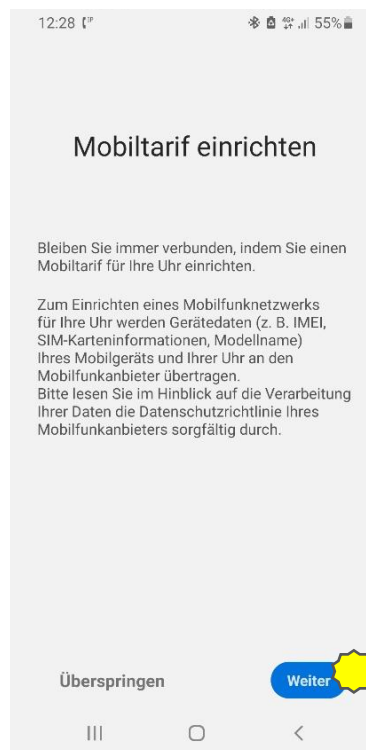 12:28
4G+ 55%
Mobiltarif einrichten
Bleiben Sie immer verbunden, indem Sie einen
Mobiltarif für Ihre Uhr einrichten.
Zum Einrichten eines Mobilfunknetzwerks
für Ihre Uhr werden Gerätedaten (z. B. IMEI,
SIM-Karteninformationen, Modellname)
Ihres Mobilgeräts und Ihrer Uhr an den
Mobilfunkanbieter übertragen.
Bitte lesen Sie im Hinblick auf die Verarbeitung
Ihrer Daten die Datenschutzrichtlinie Ihres
Mobilfunkanbieters sorgfältig durch.
Überspringen Weiter